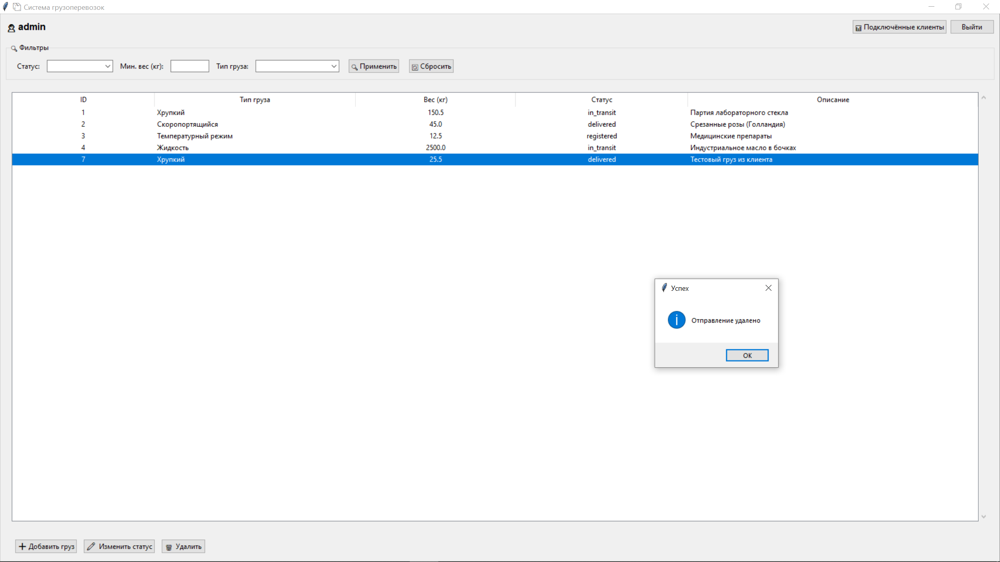 Система грузоперевозок
admin
Подключённые клиенты
Выйти
Фильтры
Статус:
Мин. вес (кг):
Тип груза:
Применить
Сбросить
ID Тип груза Вес (кг) Статус Описание
1 Хрупкий 150.5 in_transit Партия лабораторного стекла
2 Скоропортящийся 45.0 delivered Срезанные розы (Голландия)
3 Температурный режим 12.5 registered Медицинские препараты
4 Жидкость 2500.0 in_transit Индустриальное масло в бочках
7 Хрупкий 25.5 delivered Тестовый груз из клиента
Успех
Отправление удалено
OK
Добавить груз
Изменить статус
Удалить